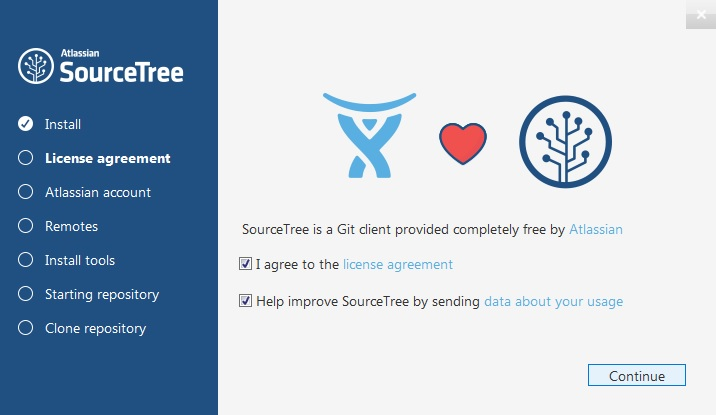 Atlassian
SourceTree
Install
License agreement
Atlassian account
Remotes
Install tools
Starting repository
Clone repository
SourceTree is a Git client provided completely free by Atlassian
I agree to the license agreement
Help improve SourceTree by sending data about your usage
Continue